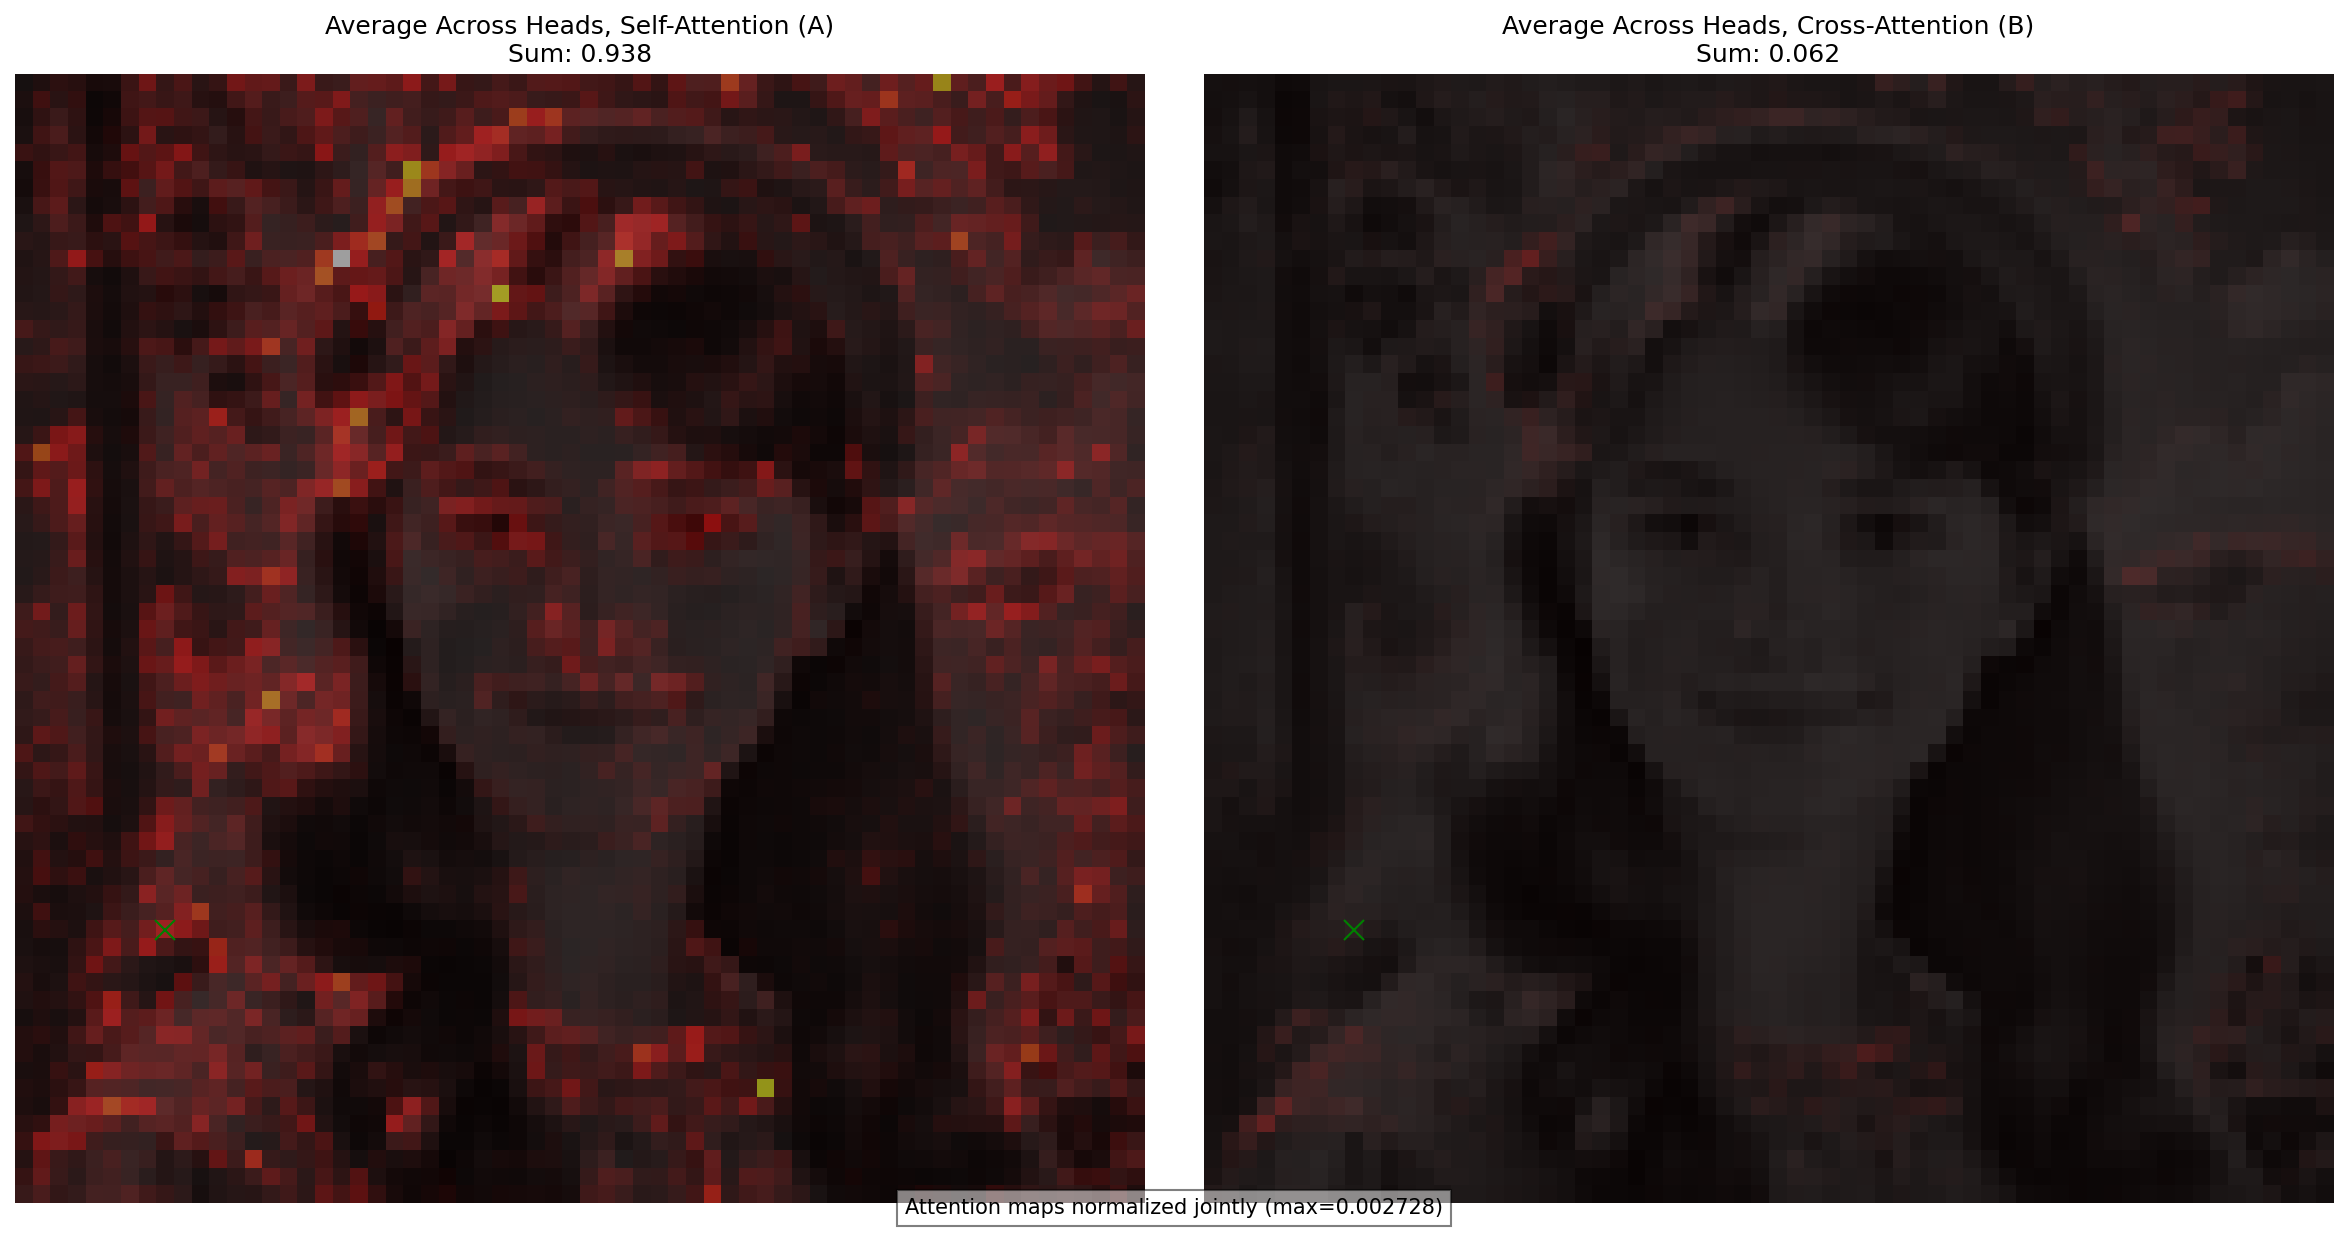 Average Across Heads, Self-Attention (A)
Sum: 0.938
Average Across Heads, Cross-Attention (B)
Sum: 0.062
Attention maps normalized jointly (max=0.002728)